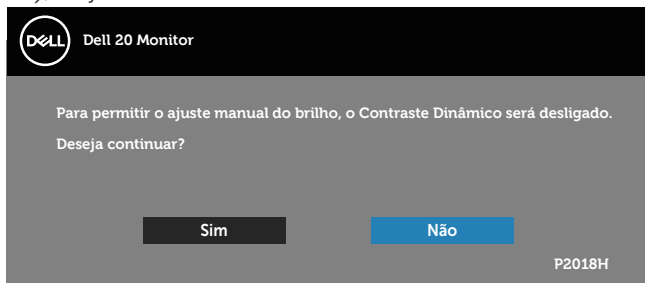 DELL Dell 20 Monitor
Para permitir o ajuste manual do brilho, o Contraste Dinâmico será desligado.
Deseja continuar?
Sim Não
P2018H